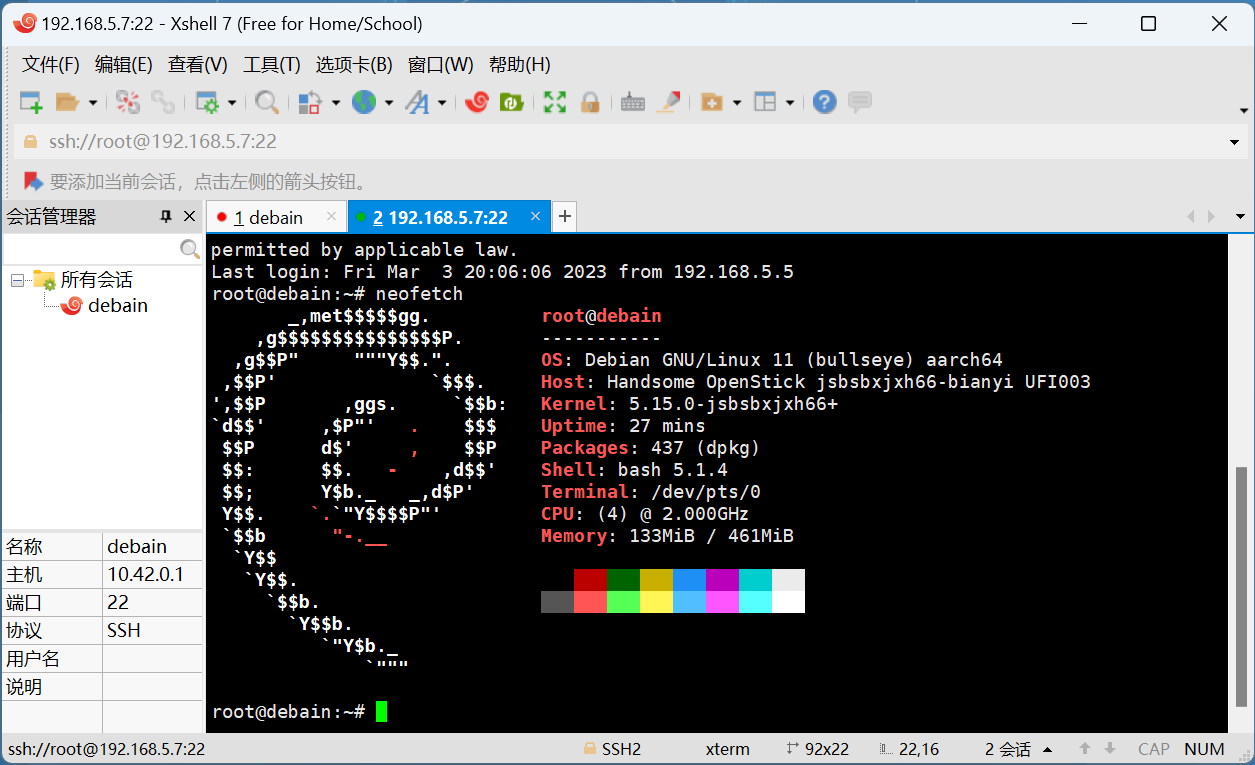 192.168.5.7:22 - Xshell 7 (Free for Home/School)
文件(F) 编辑(E) 查看(V) 工具(T) 选项卡(B) 窗口(W) 帮助(H)
ssh://root@192.168.5.7:22
要添加当前会话，点击左侧的箭头按钮。
会话管理器
1 debain
2 192.168.5.7:22
所有会话
debain
名称 debain
主机 10.42.0.1
端口 22
协议 SSH
用户名
说明
permitted by applicable law.
Last login: Fri Mar  3 20:06:06 2023 from 192.168.5.5
root@debain:~# neofetch
       _,met$$$$$gg.          root@debain
    ,g$$$$$$$$$$$$$$$P.       -----------
  ,g$$P"     """Y$$.".        OS: Debian GNU/Linux 11 (bullseye) aarch64
 ,$$P'              `$$$.     Host: Handsome OpenStick jsbsbxjxh66-bianyi UFI003
',$$P       ,ggs.     `$$b:   Kernel: 5.15.0-jsbsbxjxh66+
`d$$'     ,$P"'   .    $$$    Uptime: 27 mins
 $$P      d$'     ,    $$P    Packages: 437 (dpkg)
 $$:      $$.   -    ,d$$'    Shell: bash 5.1.4
 $$;      Y$b._   _,d$P'      Terminal: /dev/pts/0
 Y$$.    `.`"Y$$$$P"'         CPU: (4) @ 2.000GHz
 `$$b      "-.__              Memory: 133MiB / 461MiB
  `Y$$
   `Y$$.
     `$$b.
       `Y$$b.
          `"Y$b._
              `"""
root@debain:~#
ssh://root@192.168.5.7:22
SSH2
xterm
92x22
22,16
2 会话
CAP
NUM